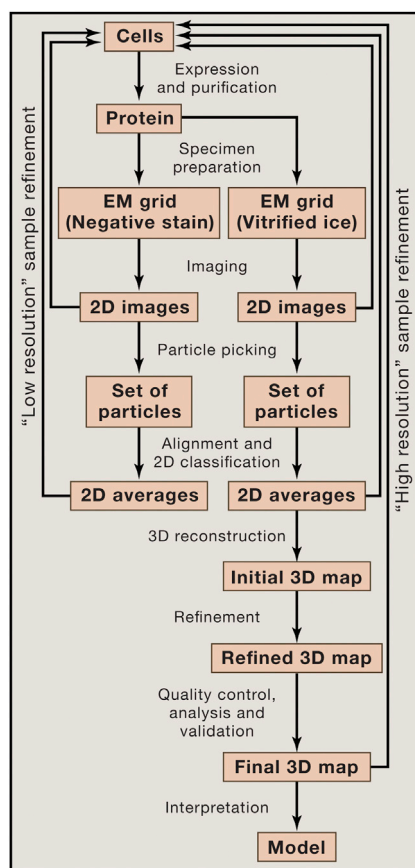 Cells
Expression
and purification
Protein
Specimen
preparation
EM grid
(Negative stain)
EM grid
(Vitrified ice)
Imaging
2D images
2D images
Particle picking
Set of
particles
Set of
particles
Alignment and
2D classification
2D averages
2D averages
3D reconstruction
Initial 3D map
Refinement
Refined 3D map
Quality control,
analysis and
validation
Final 3D map
Interpretation
Model
“Low resolution” sample refinement
“High resolution” sample refinement